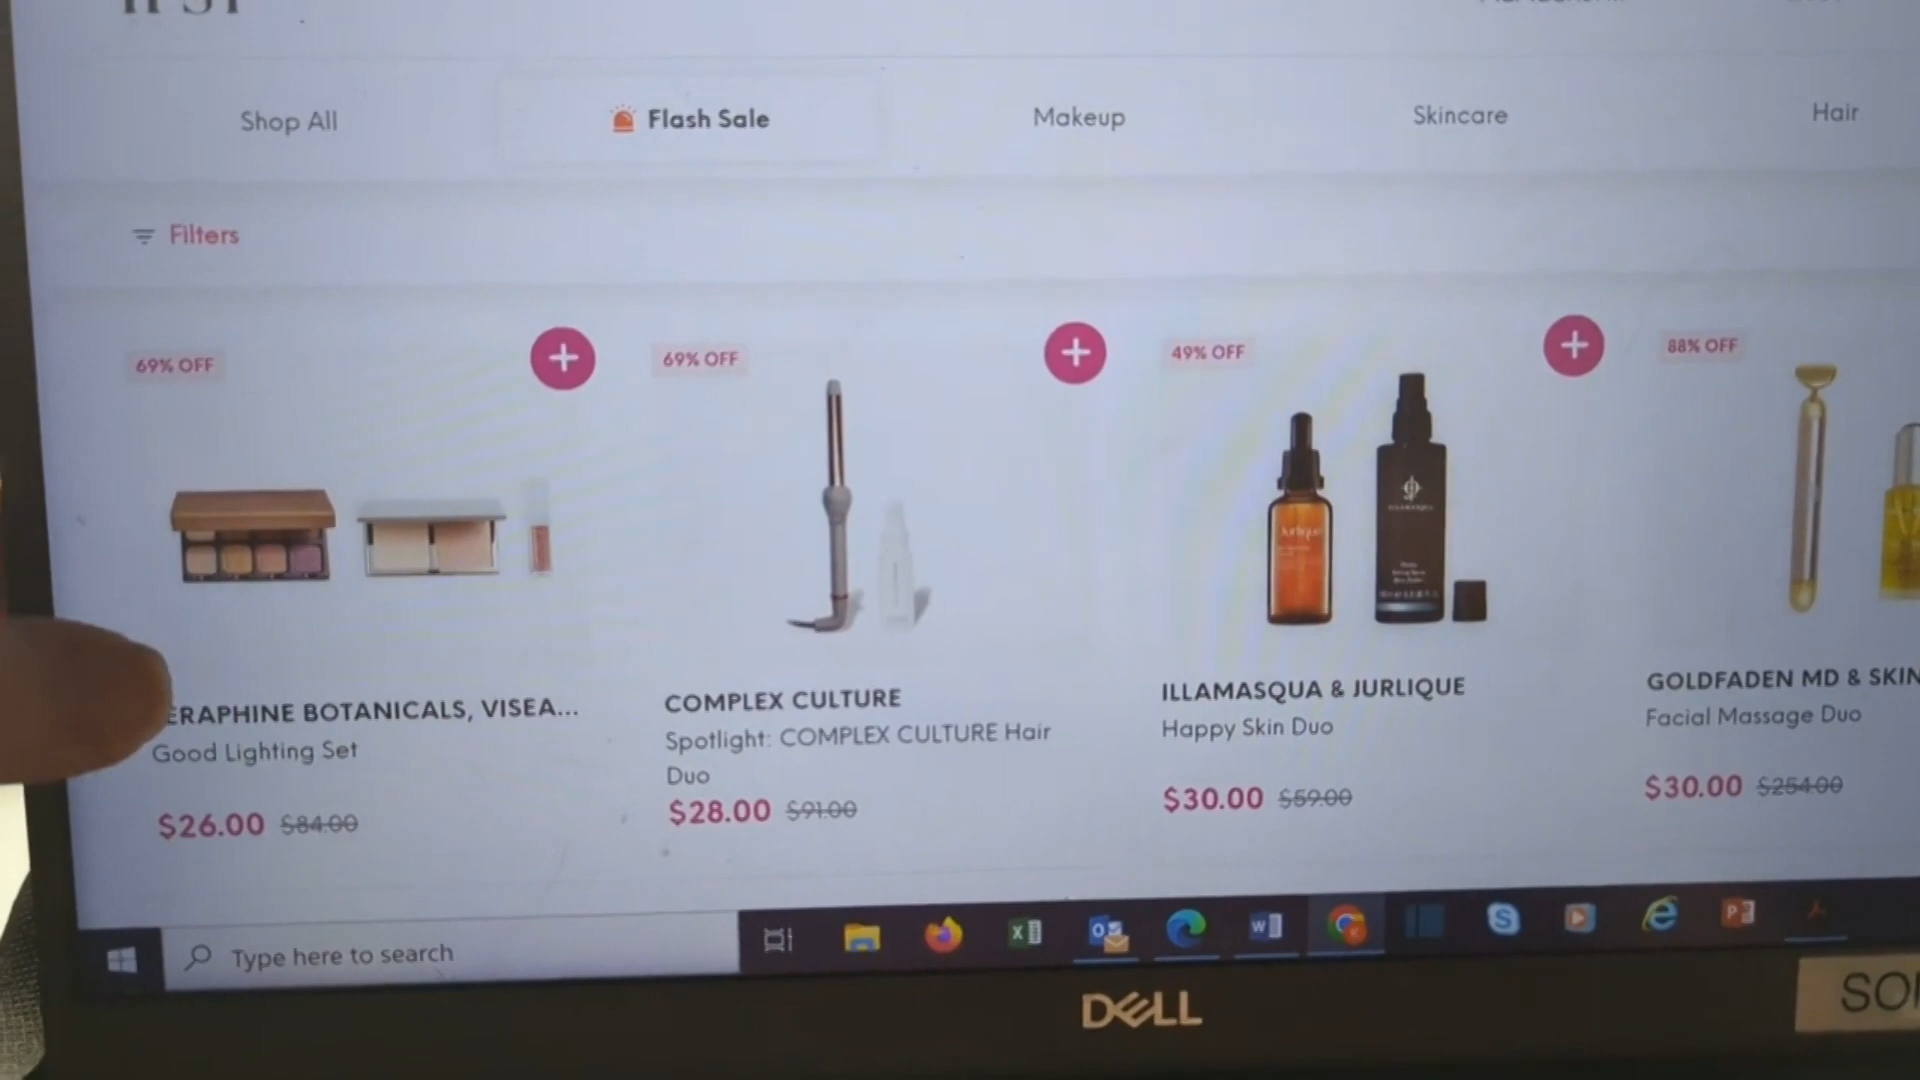 Shop All
Flash Sale
Makeup
Skincare
Hair
Filters
69% OFF
69% OFF
49% OFF
88% OFF
Jurlique
ILLAMASQUA
ERAPHINE BOTANICALS, VISEA...
Good Lighting Set
$26.00 $84.00
COMPLEX CULTURE
Spotlight: COMPLEX CULTURE Hair
Duo
$28.00 $91.00
ILLAMASQUA & JURLIQUE
Happy Skin Duo
$30.00 $59.00
GOLDFADEN MD & SKIN
Facial Massage Duo
$30.00 $254.00
Type here to search
DELL
SO